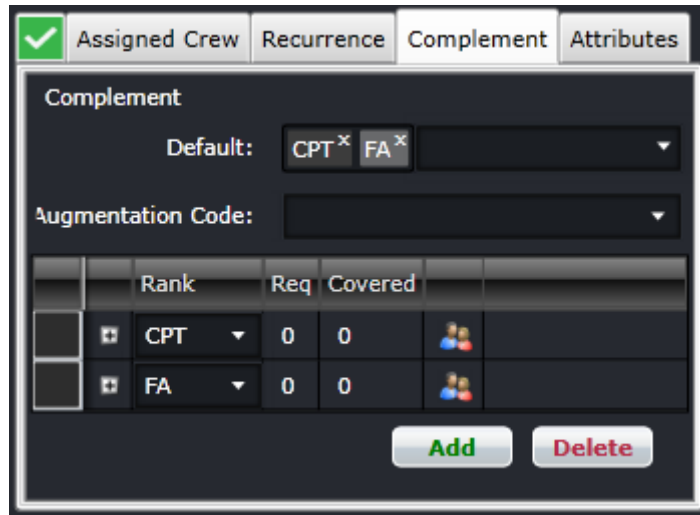 Assigned Crew Recurrence Complement Attributes
Complement
Default: CPT x FA x
Augmentation Code:
Rank Req Covered
CPT 0 0
FA 0 0
Add Delete